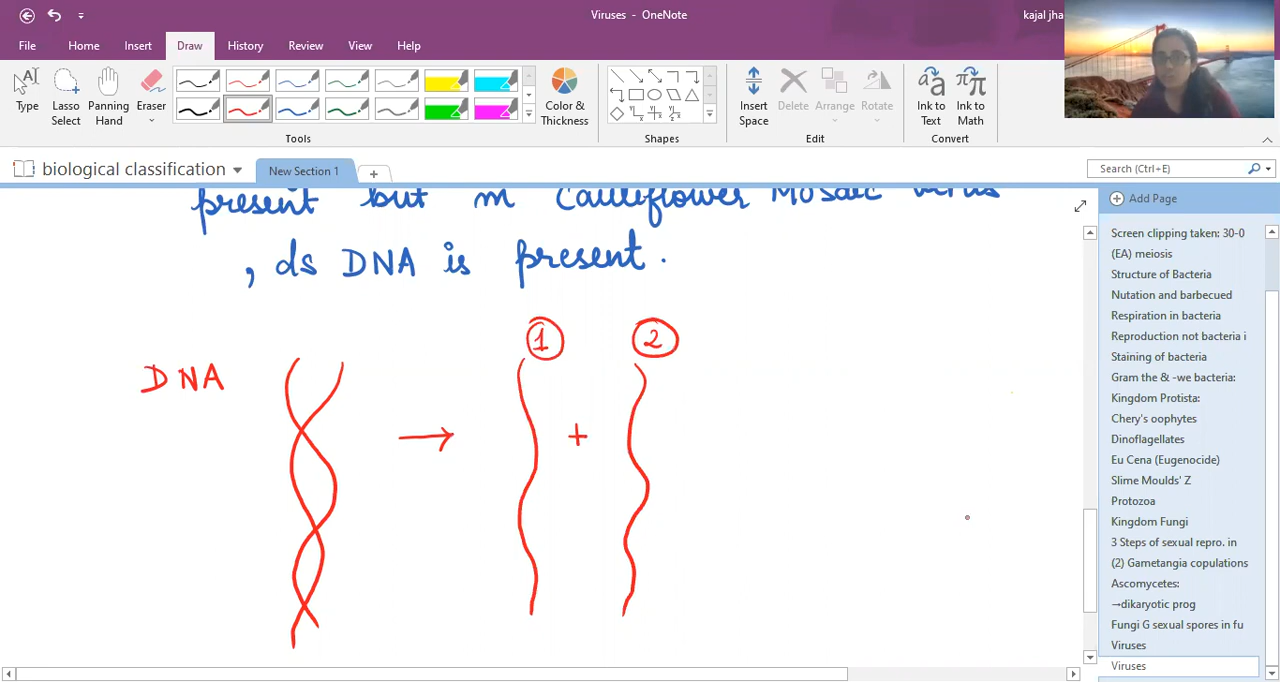 Viruses - OneNote
kajal jha
File Home Insert Draw History Review View Help
Type
Lasso Select
Panning Hand
Eraser
Color & Thickness
Insert Space
Delete
Arrange
Rotate
Ink to Text
Ink to Math
Tools
Shapes
Edit
Convert
biological classification
New Section 1
Search (Ctrl+E)
present but in Cauliflower Mosaic virus
, ds DNA is present.
1 2
DNA
→ +
Add Page
Screen clipping taken: 30-0
(EA) meiosis
Structure of Bacteria
Nutation and barbecued
Respiration in bacteria
Reproduction not bacteria i
Staining of bacteria
Gram the & -we bacteria:
Kingdom Protista:
Chery's oophytes
Dinoflagellates
Eu Cena (Eugenocide)
Slime Moulds' Z
Protozoa
Kingdom Fungi
3 Steps of sexual repro. in
(2) Gametangia copulations
Ascomycetes:
→dikaryotic prog
Fungi G sexual spores in fu
Viruses
Viruses